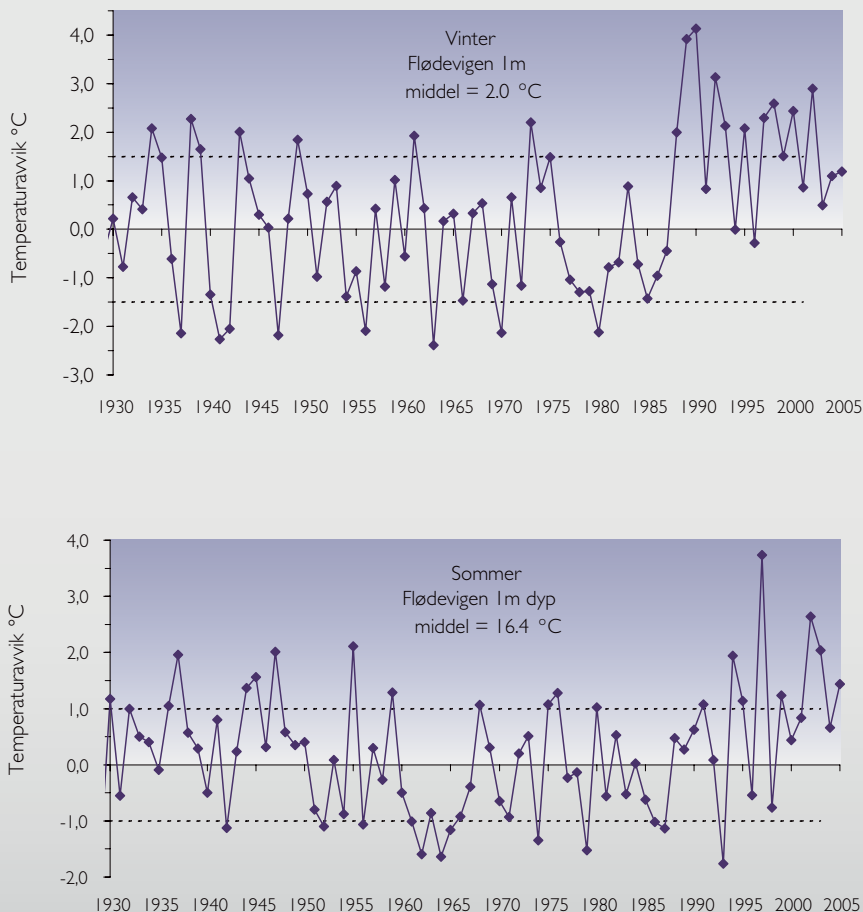 Vinter
Flødevigen 1m
middel = 2.0 °C
Temperaturavvik °C
4,0
3,0
2,0
1,0
0,0
-1,0
-2,0
-3,0
1930 1935 1940 1945 1950 1955 1960 1965 1970 1975 1980 1985 1990 1995 2000 2005
Sommer
Flødevigen 1m dyp
middel = 16.4 °C
Temperaturavvik °C
4,0
3,0
2,0
1,0
0,0
-1,0
-2,0
1930 1935 1940 1945 1950 1955 1960 1965 1970 1975 1980 1985 1990 1995 2000 2005